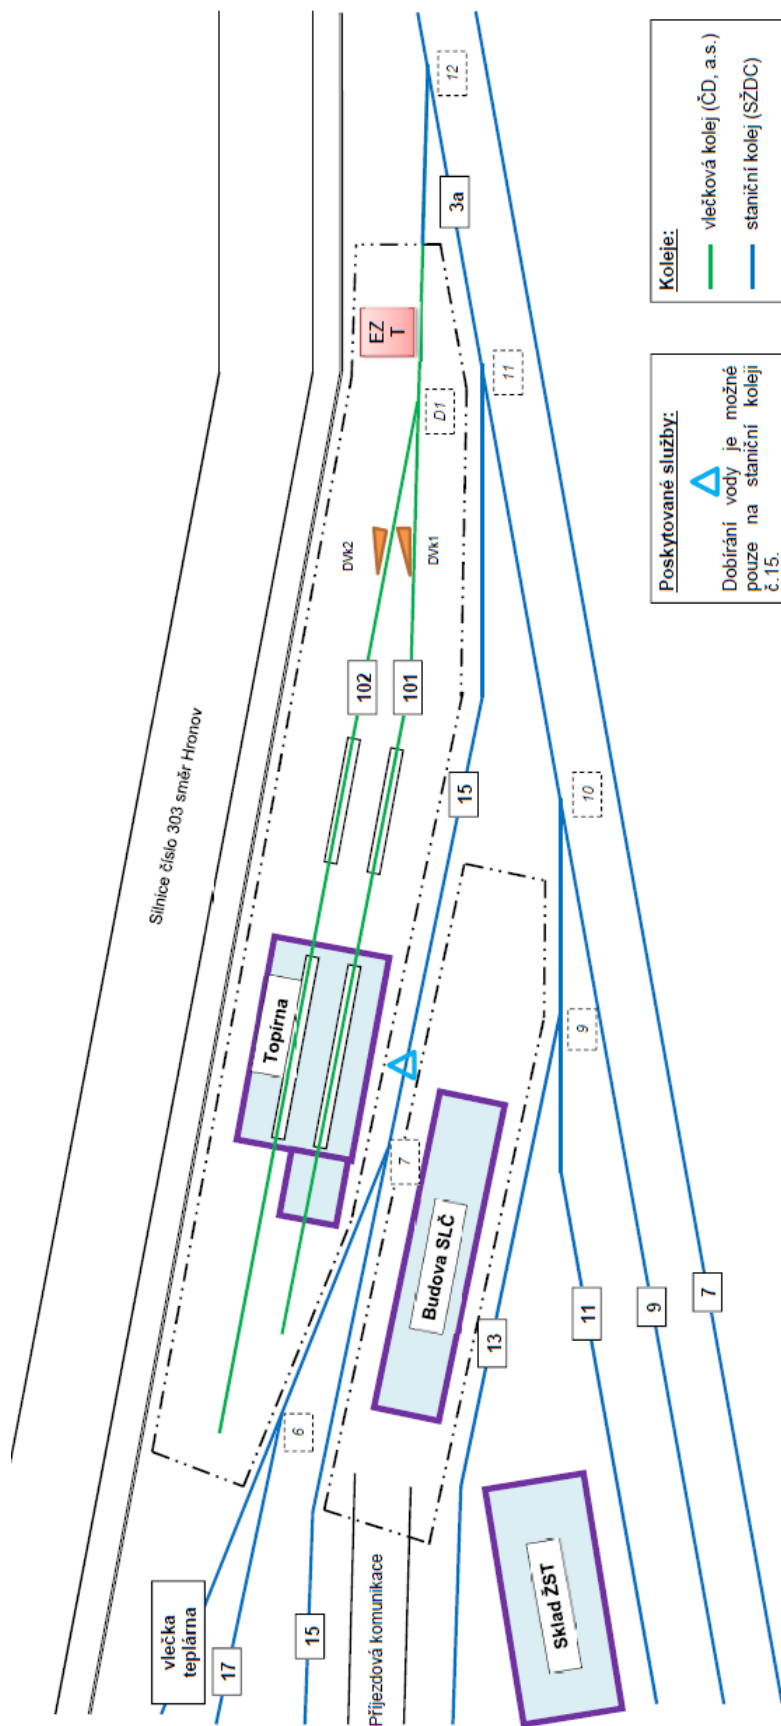 Silnice číslo 303 směr Hronov
vlečka
teplárna
17
15
Příjezdová komunikace
6
Topírna
7
Budova SLČ
13
Sklad ŽST
11
9
7
9
10
15
102
101
DVk2
DVk1
D1
EZ
T
11
3a
12
Poskytované služby:
Dobírání vody je možné
pouze na staniční koleji
č.15.
Koleje:
vlečková kolej (ČD, a.s.)
staniční kolej (SŽDC)